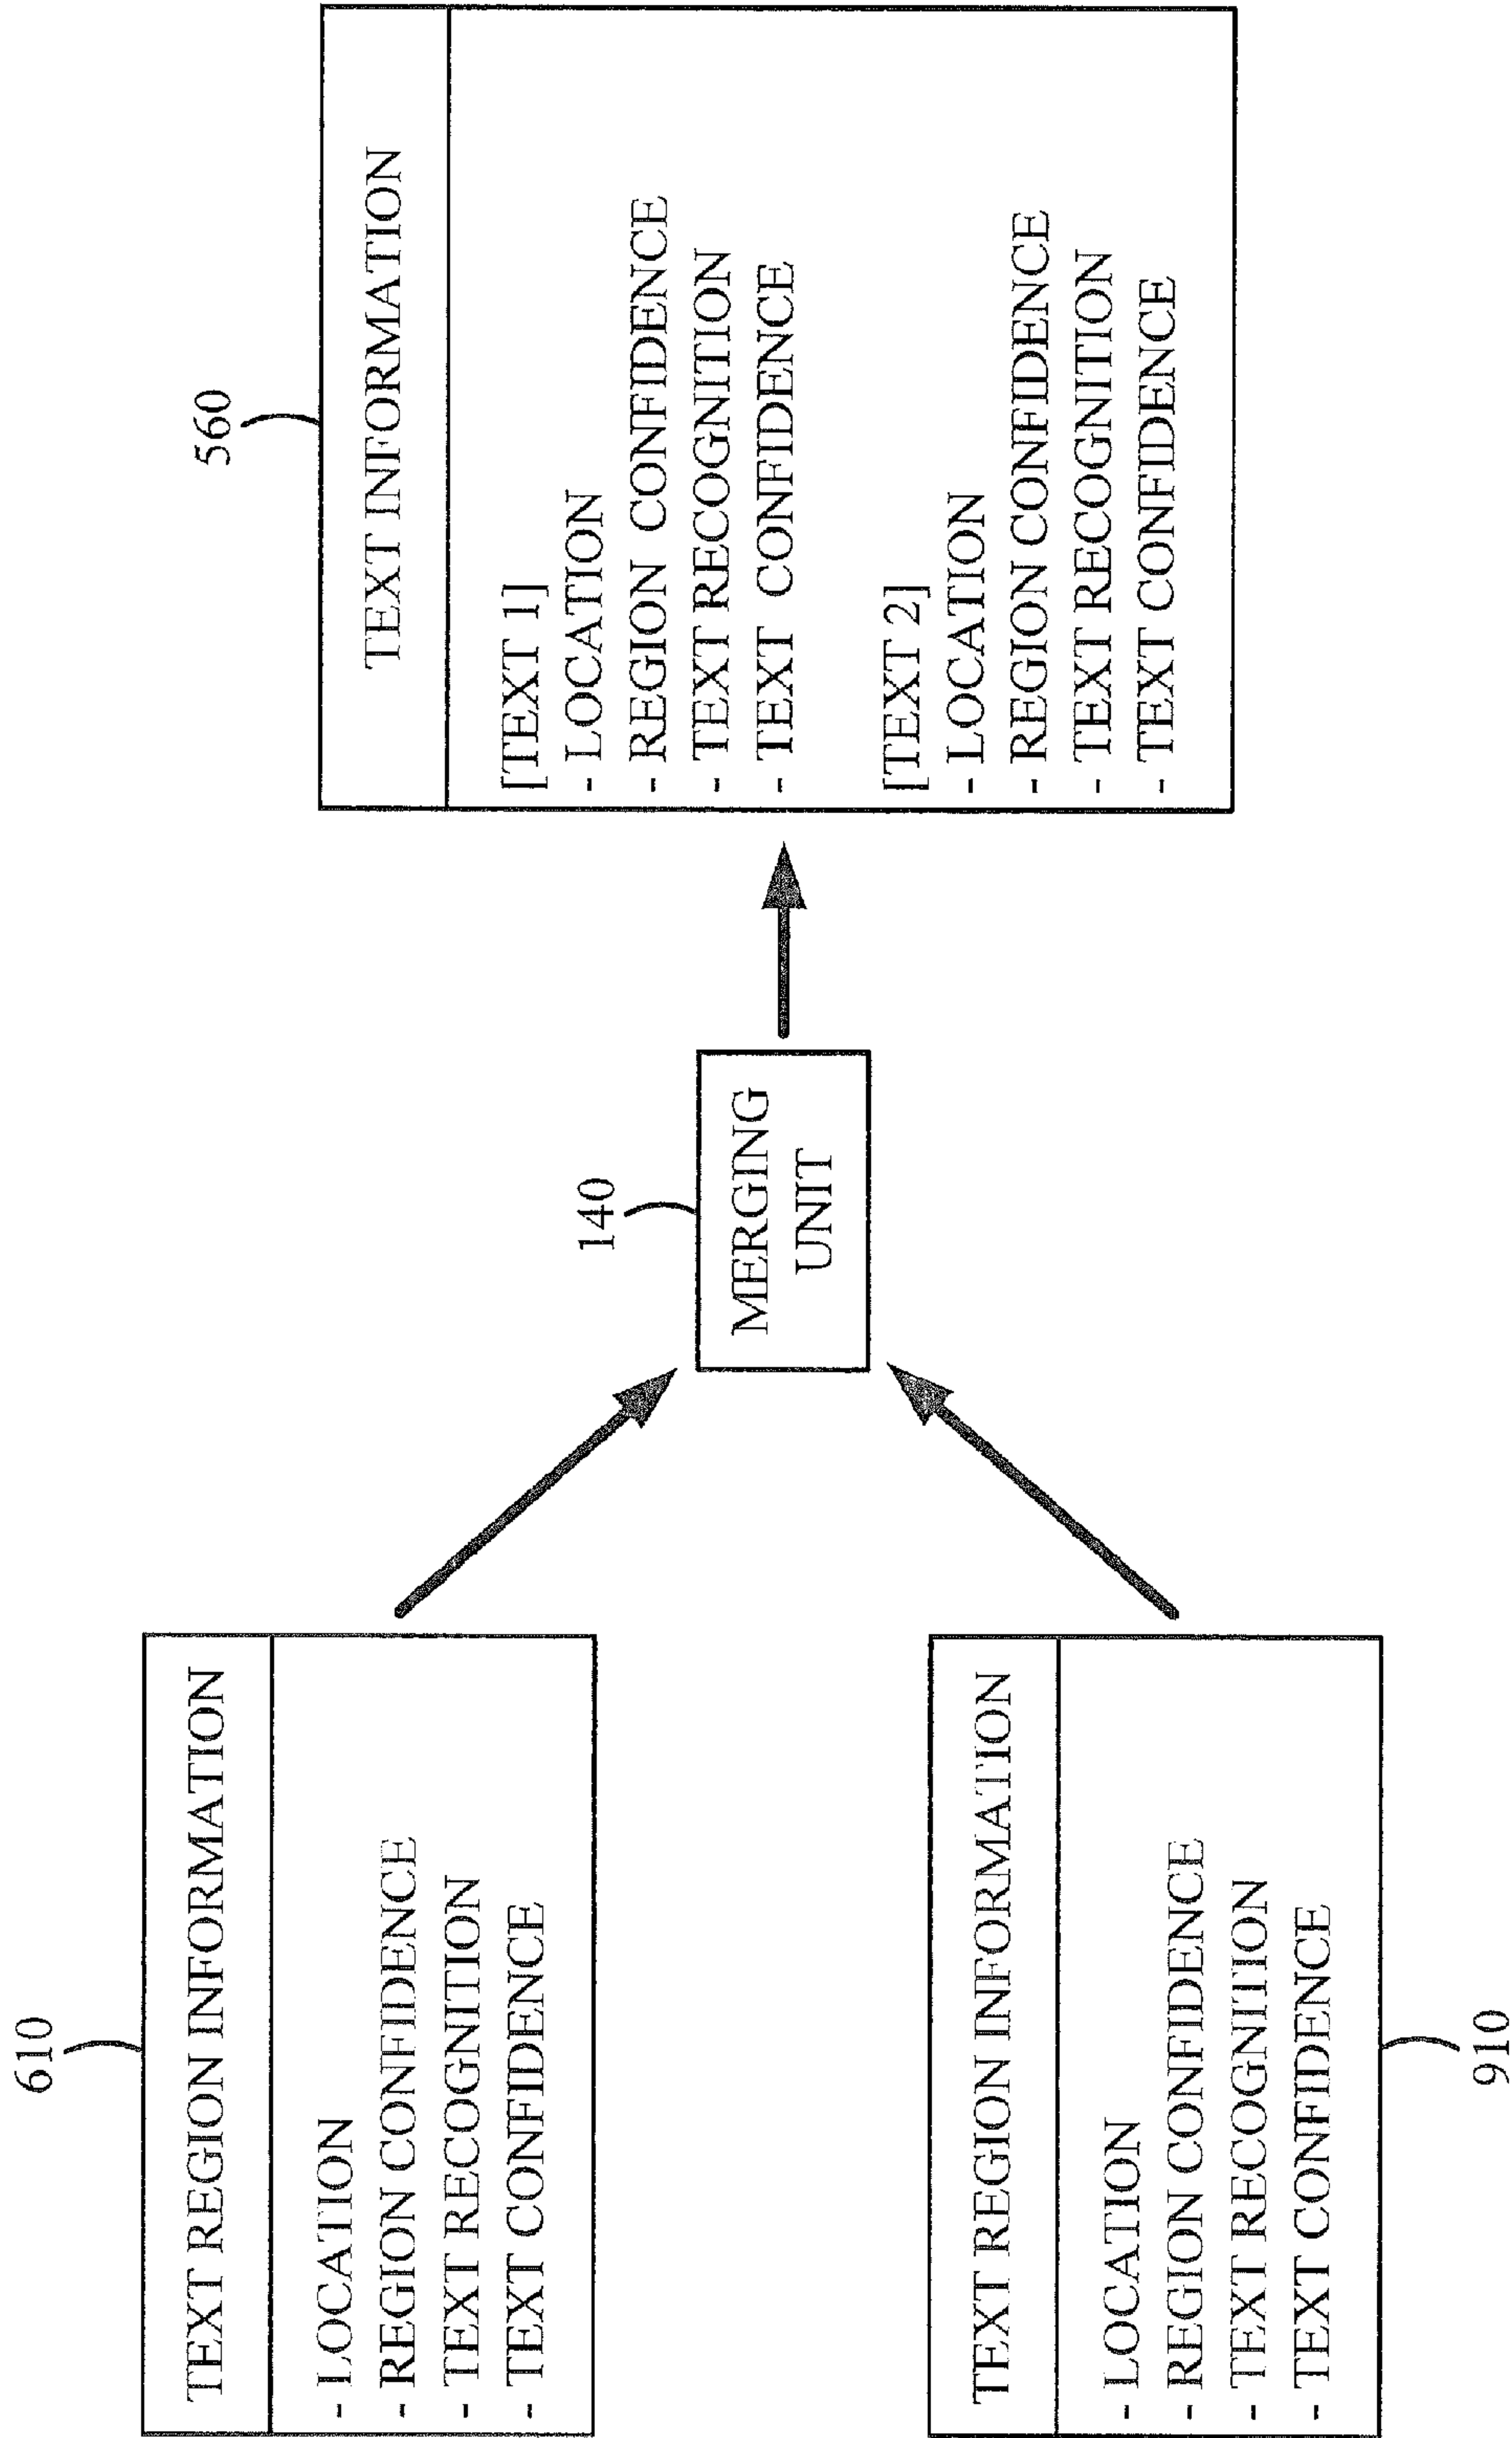 610
TEXT REGION INFORMATION
- LOCATION
- REGION CONFIDENCE
- TEXT RECOGNITION
- TEXT CONFIDENCE
TEXT REGION INFORMATION
- LOCATION
- REGION CONFIDENCE
- TEXT RECOGNITION
- TEXT CONFIDENCE
910
140
MERGING
UNIT
560
TEXT INFORMATION
[TEXT 1]
- LOCATION
- REGION CONFIDENCE
- TEXT RECOGNITION
- TEXT CONFIDENCE
[TEXT 2]
- LOCATION
- REGION CONFIDENCE
- TEXT RECOGNITION
- TEXT CONFIDENCE